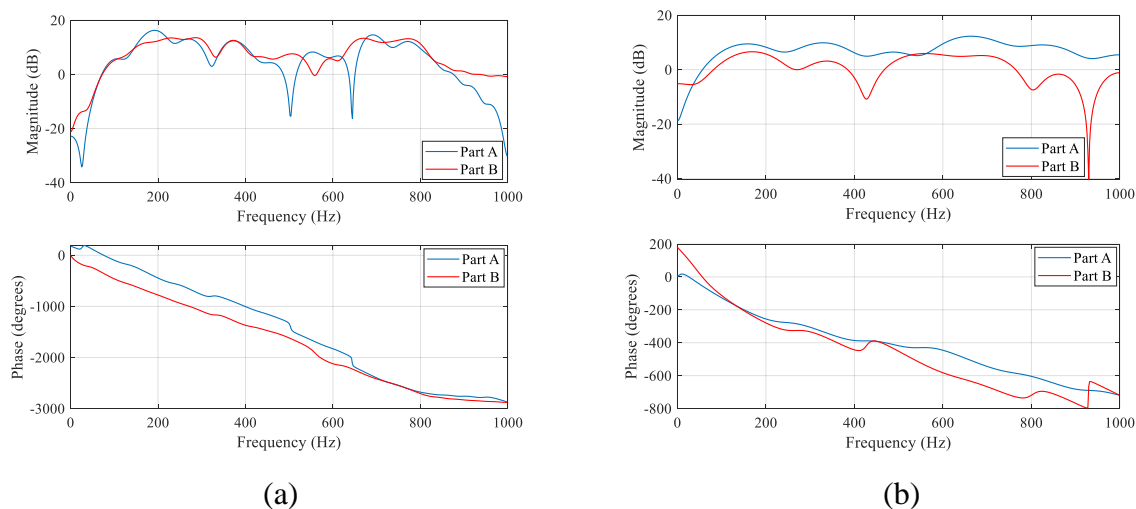 20
0
-20
-40
Magnitude (dB)
Part A
Part B
0 200 400 600 800 1000
Frequency (Hz)
0
-1000
-2000
-3000
Phase (degrees)
Part A
Part B
0 200 400 600 800 1000
Frequency (Hz)
(a)
20
0
-20
-40
Magnitude (dB)
Part A
Part B
0 200 400 600 800 1000
Frequency (Hz)
200
0
-200
-400
-600
-800
Phase (degrees)
Part A
Part B
0 200 400 600 800 1000
Frequency (Hz)
(b)